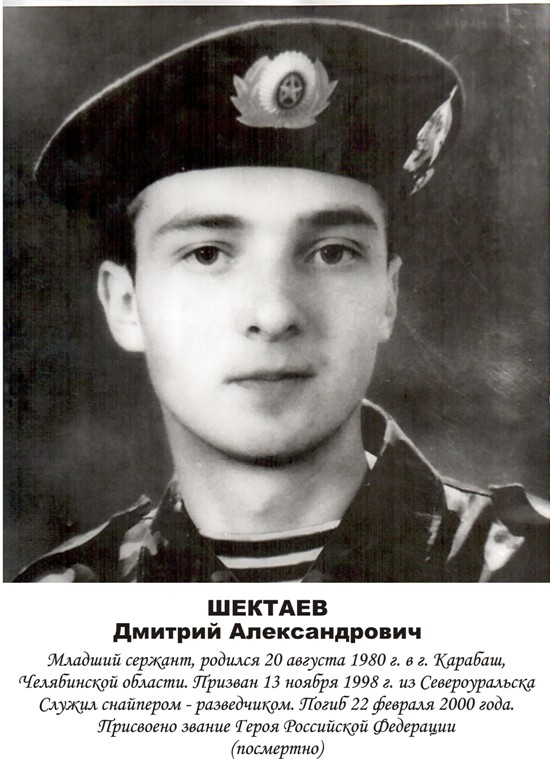 ШЕКТАЕВ
Дмитрий Александрович
Младший сержант, родился 20 августа 1980 г. в г. Карабаш,
Челябинской области. Призван 13 ноября 1998 г. из Североуральска
Служил снайпером - разведчиком. Погиб 22 февраля 2000 года.
Присвоено звание Героя Российской Федерации
(посмертно)